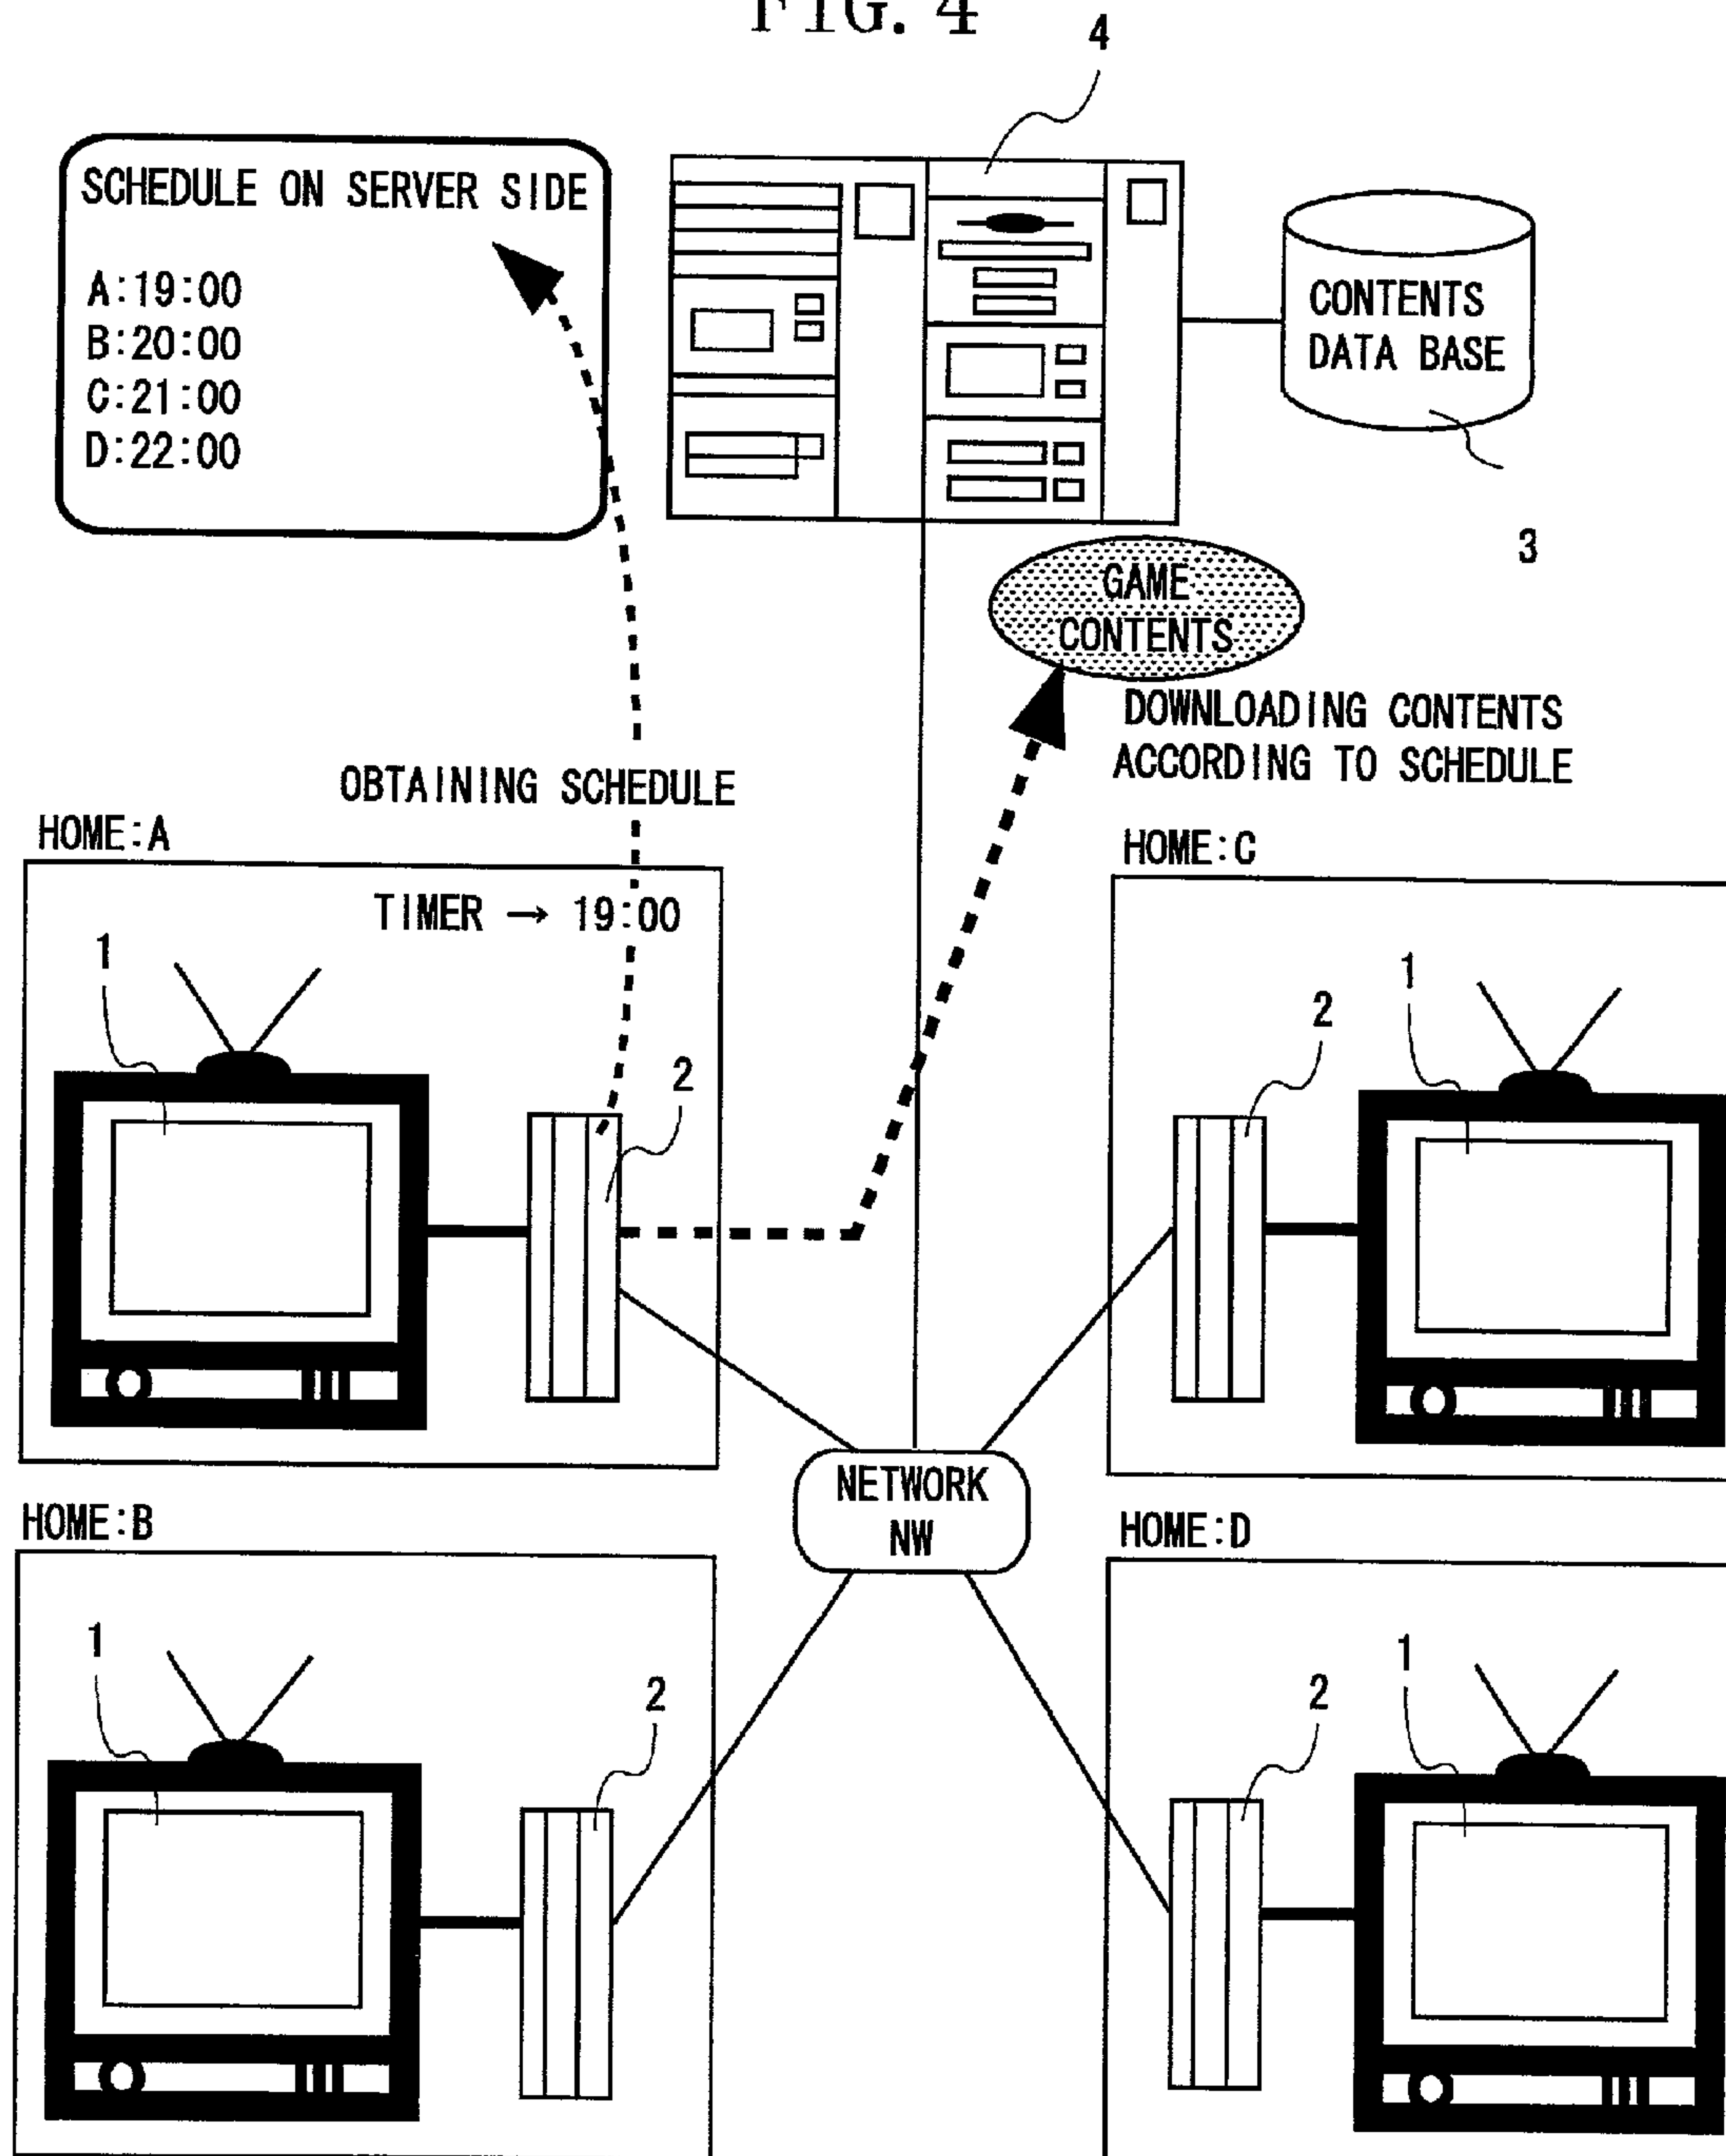 FIG. 4
4
SCHEDULE ON SERVER SIDE
A:19:00
B:20:00
C:21:00
D:22:00
CONTENTS
DATA BASE
3
GAME
CONTENTS
DOWNLOADING CONTENTS
ACCORDING TO SCHEDULE
OBTAINING SCHEDULE
HOME:A
TIMER → 19:00
1
2
HOME:C
2
1
NETWORK
NW
HOME:B
1
2
HOME:D
2
1